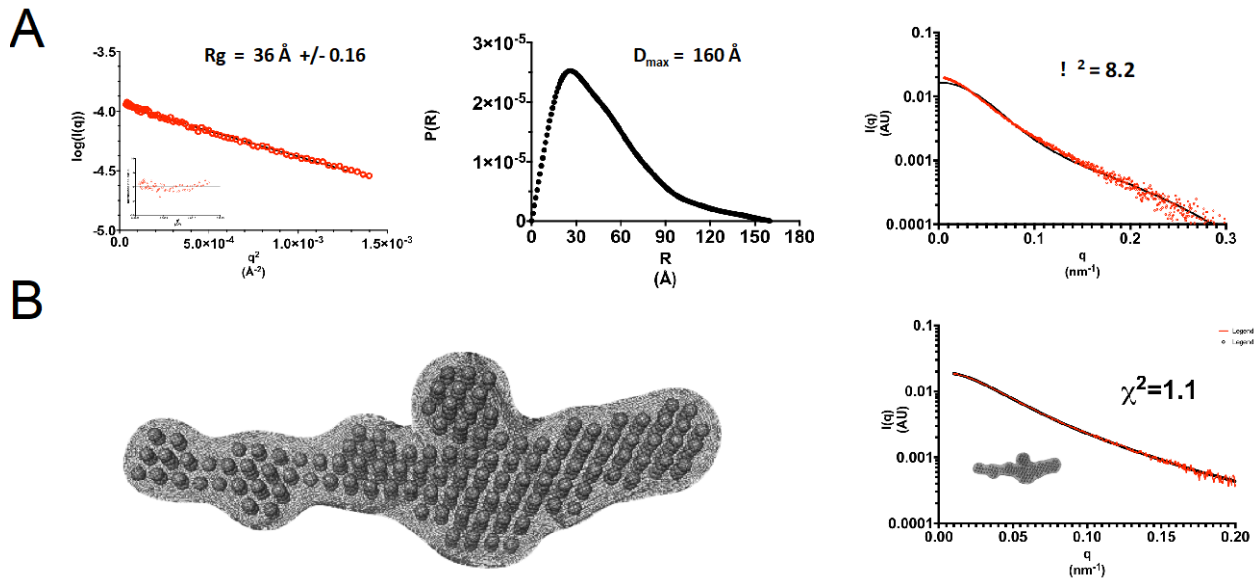 A
Rg = 36 Å +/- 0.16
-3.5
-4.0
-4.5
-5.0
log(I(q))
0.0
5.0×10⁻⁴
1.0×10⁻³
1.5×10⁻³
q²
(Å⁻²)
Dmax = 160 Å
3×10⁻⁵
2×10⁻⁵
1×10⁻⁵
0
P(R)
0
30
60
90
120
150
180
R
(Å)
! ² = 8.2
0.1
0.01
0.001
0.0001
I(q)
(AU)
0.0
0.1
0.2
0.3
q
(nm⁻¹)
B
0.1
0.01
0.001
0.0001
I(q)
(AU)
Legend
Legend
χ²=1.1
0.00
0.05
0.10
0.15
0.20
q
(nm⁻¹)